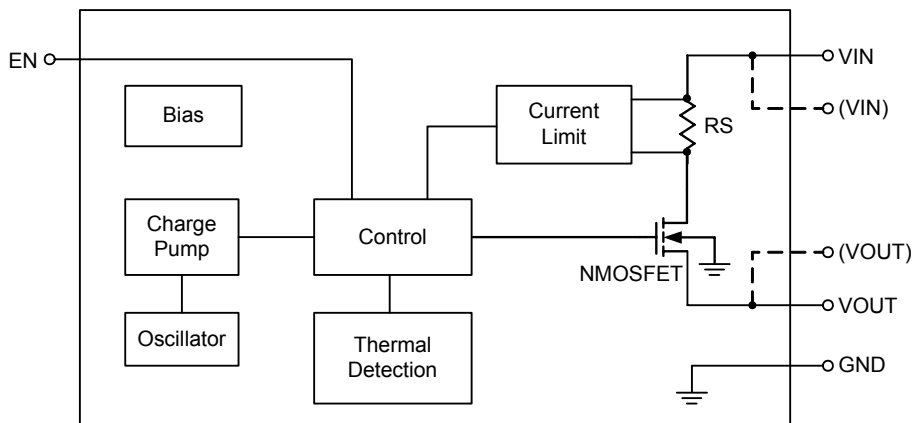 EN
VIN
Bias
Current
Limit
RS
(VIN)
Charge
Pump
Control
NMOSFET
(VOUT)
VOUT
Oscillator
Thermal
Detection
GND